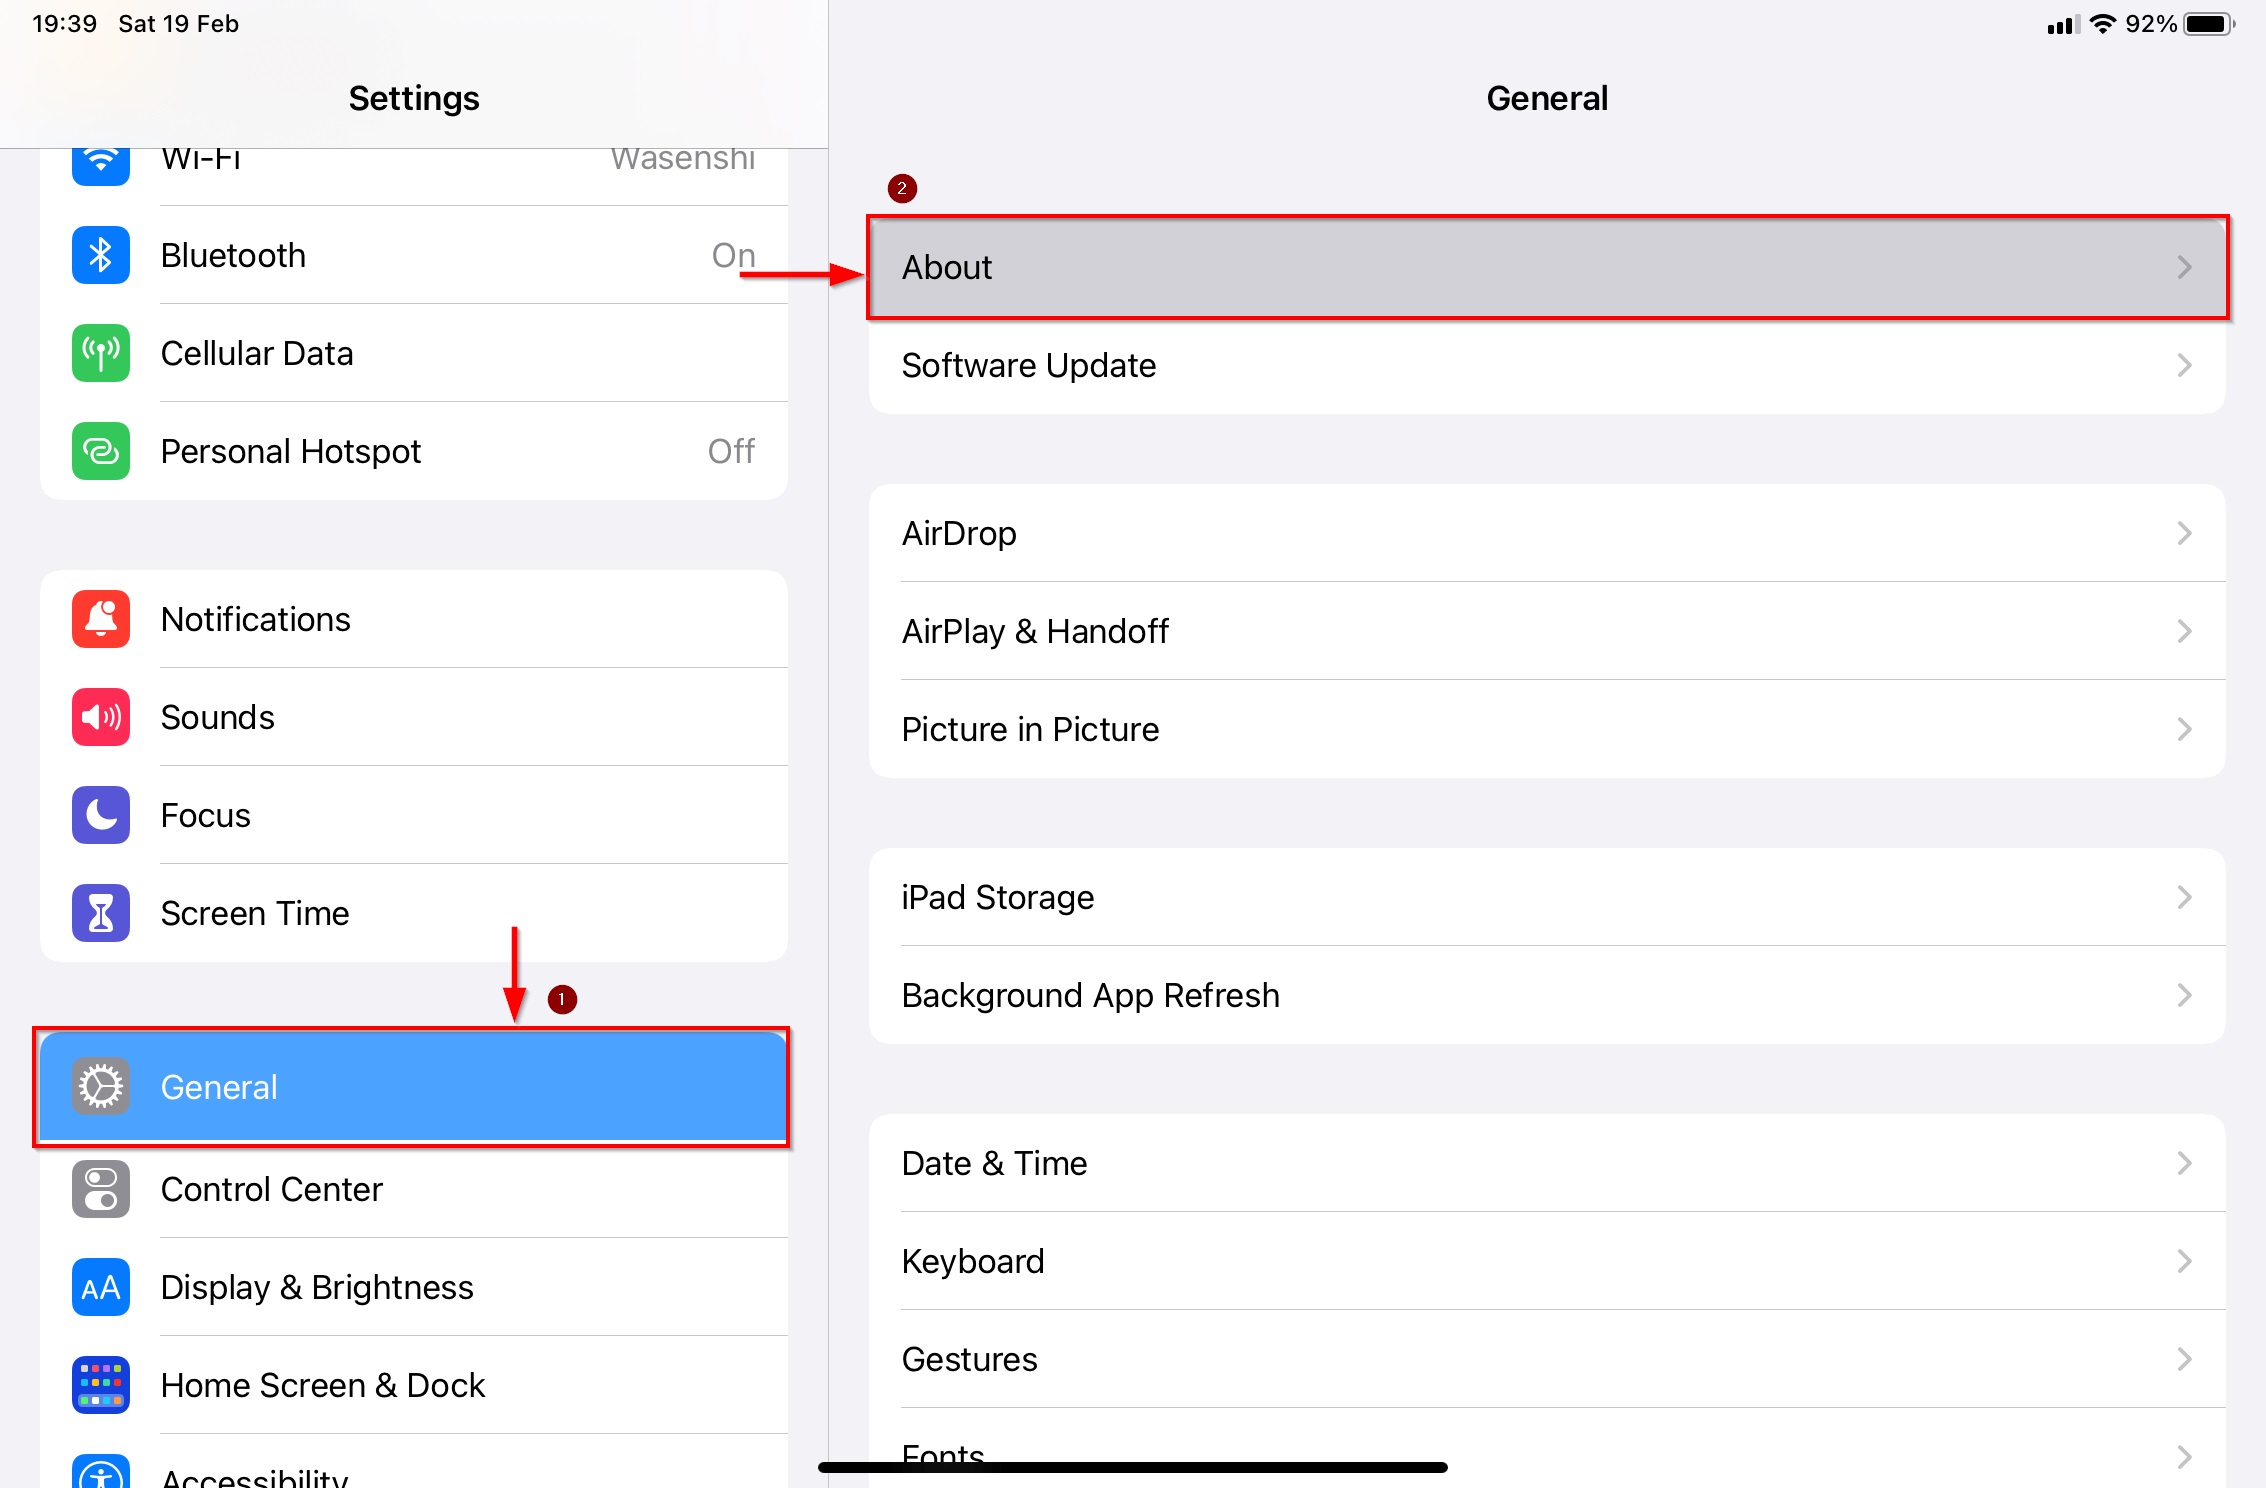 19:39 Sat 19 Feb
92%
Settings
Wi-Fi Wasenshi
Bluetooth On
Cellular Data
Personal Hotspot Off
Notifications
Sounds
Focus
Screen Time
1
General
Control Center
AA Display & Brightness
Home Screen & Dock
Accessibility
General
2
About
Software Update
AirDrop
AirPlay & Handoff
Picture in Picture
iPad Storage
Background App Refresh
Date & Time
Keyboard
Gestures
Fonts